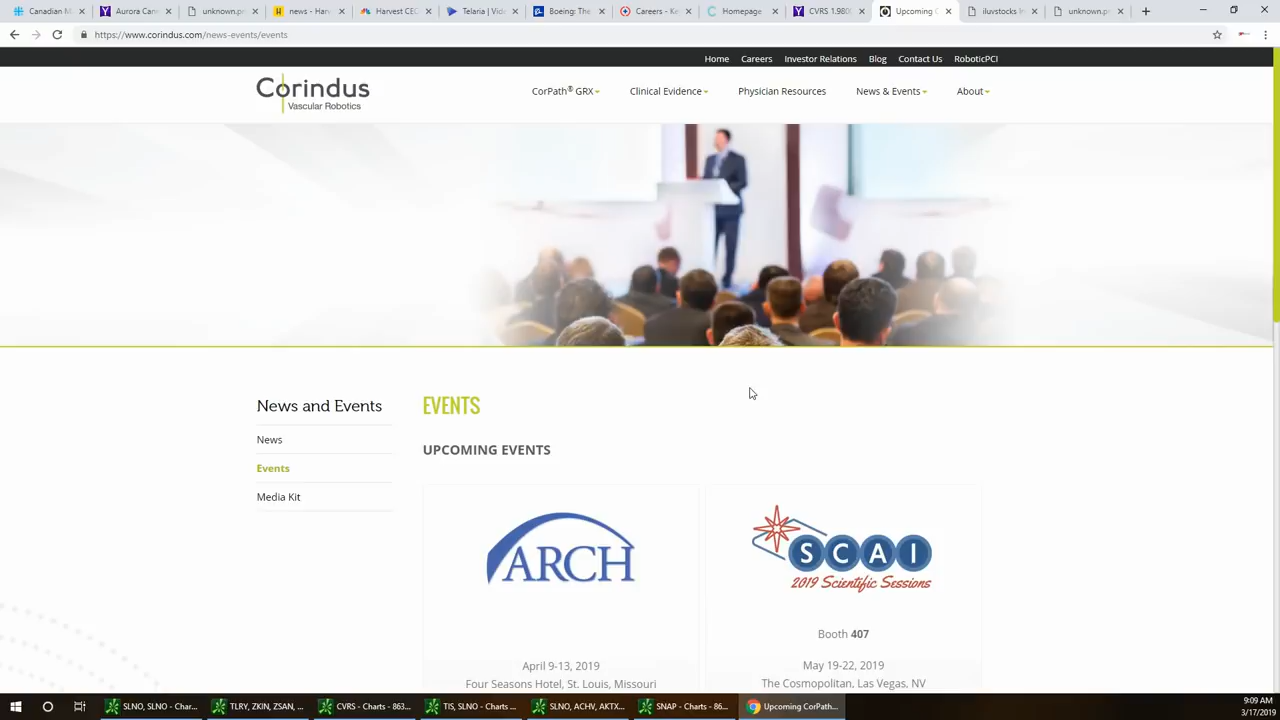 Canadian M
Aurora Cann
unknown.pn
news - Harv
Harvest CEO
Telaria | Vid
Boeing: The
Careers - Ke
Homepage
CVRS 1.980
Upcoming C
iluvstocks
unknown.pn
https://www.corindus.com/news-events/events
Home
Careers
Investor Relations
Blog
Contact Us
RoboticPCI
Corindus
Vascular Robotics
CorPath® GRX
Clinical Evidence
Physician Resources
News & Events
About
News and Events
News
Events
Media Kit
EVENTS
UPCOMING EVENTS
ARCH
April 9-13, 2019
Four Seasons Hotel, St. Louis, Missouri
SCAI
2019 Scientific Sessions
Booth 407
May 19-22, 2019
The Cosmopolitan, Las Vegas, NV
SLNO, SLNO - Char...
TLRY, ZKIN, ZSAN, ...
CVRS - Charts - 863...
TIS, SLNO - Charts ...
SLNO, ACHV, AKTX...
SNAP - Charts - 86...
Upcoming CorPath...
9:09 AM
3/17/2019